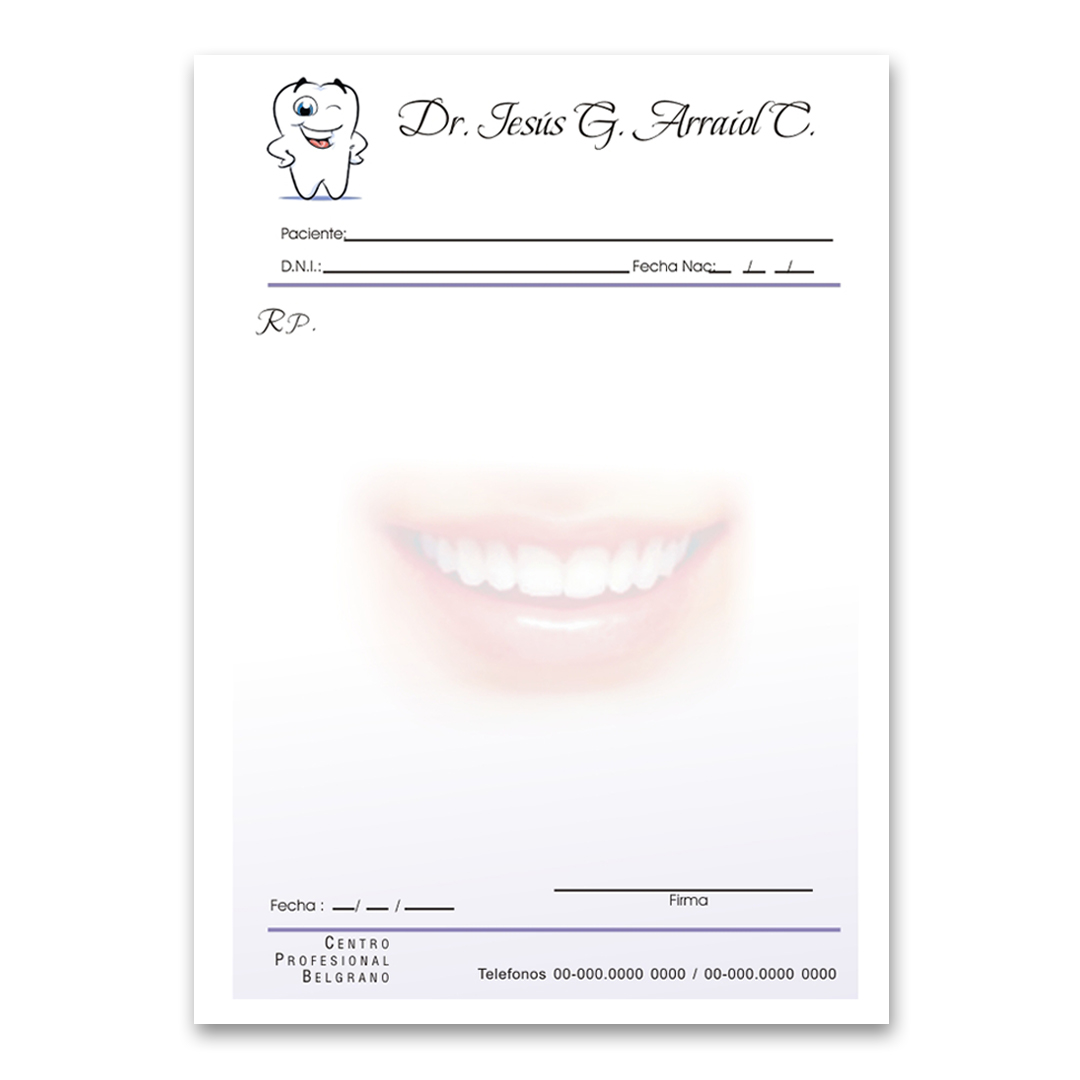 Dr. Jesús G. Arraiol C.
Paciente:
D.N.I.: Fecha Nac: / /
RP.
Firma
Fecha : / /
CENTRO
PROFESIONAL
BELGRANO
Telefonos 00-000.0000 0000 / 00-000.0000 0000